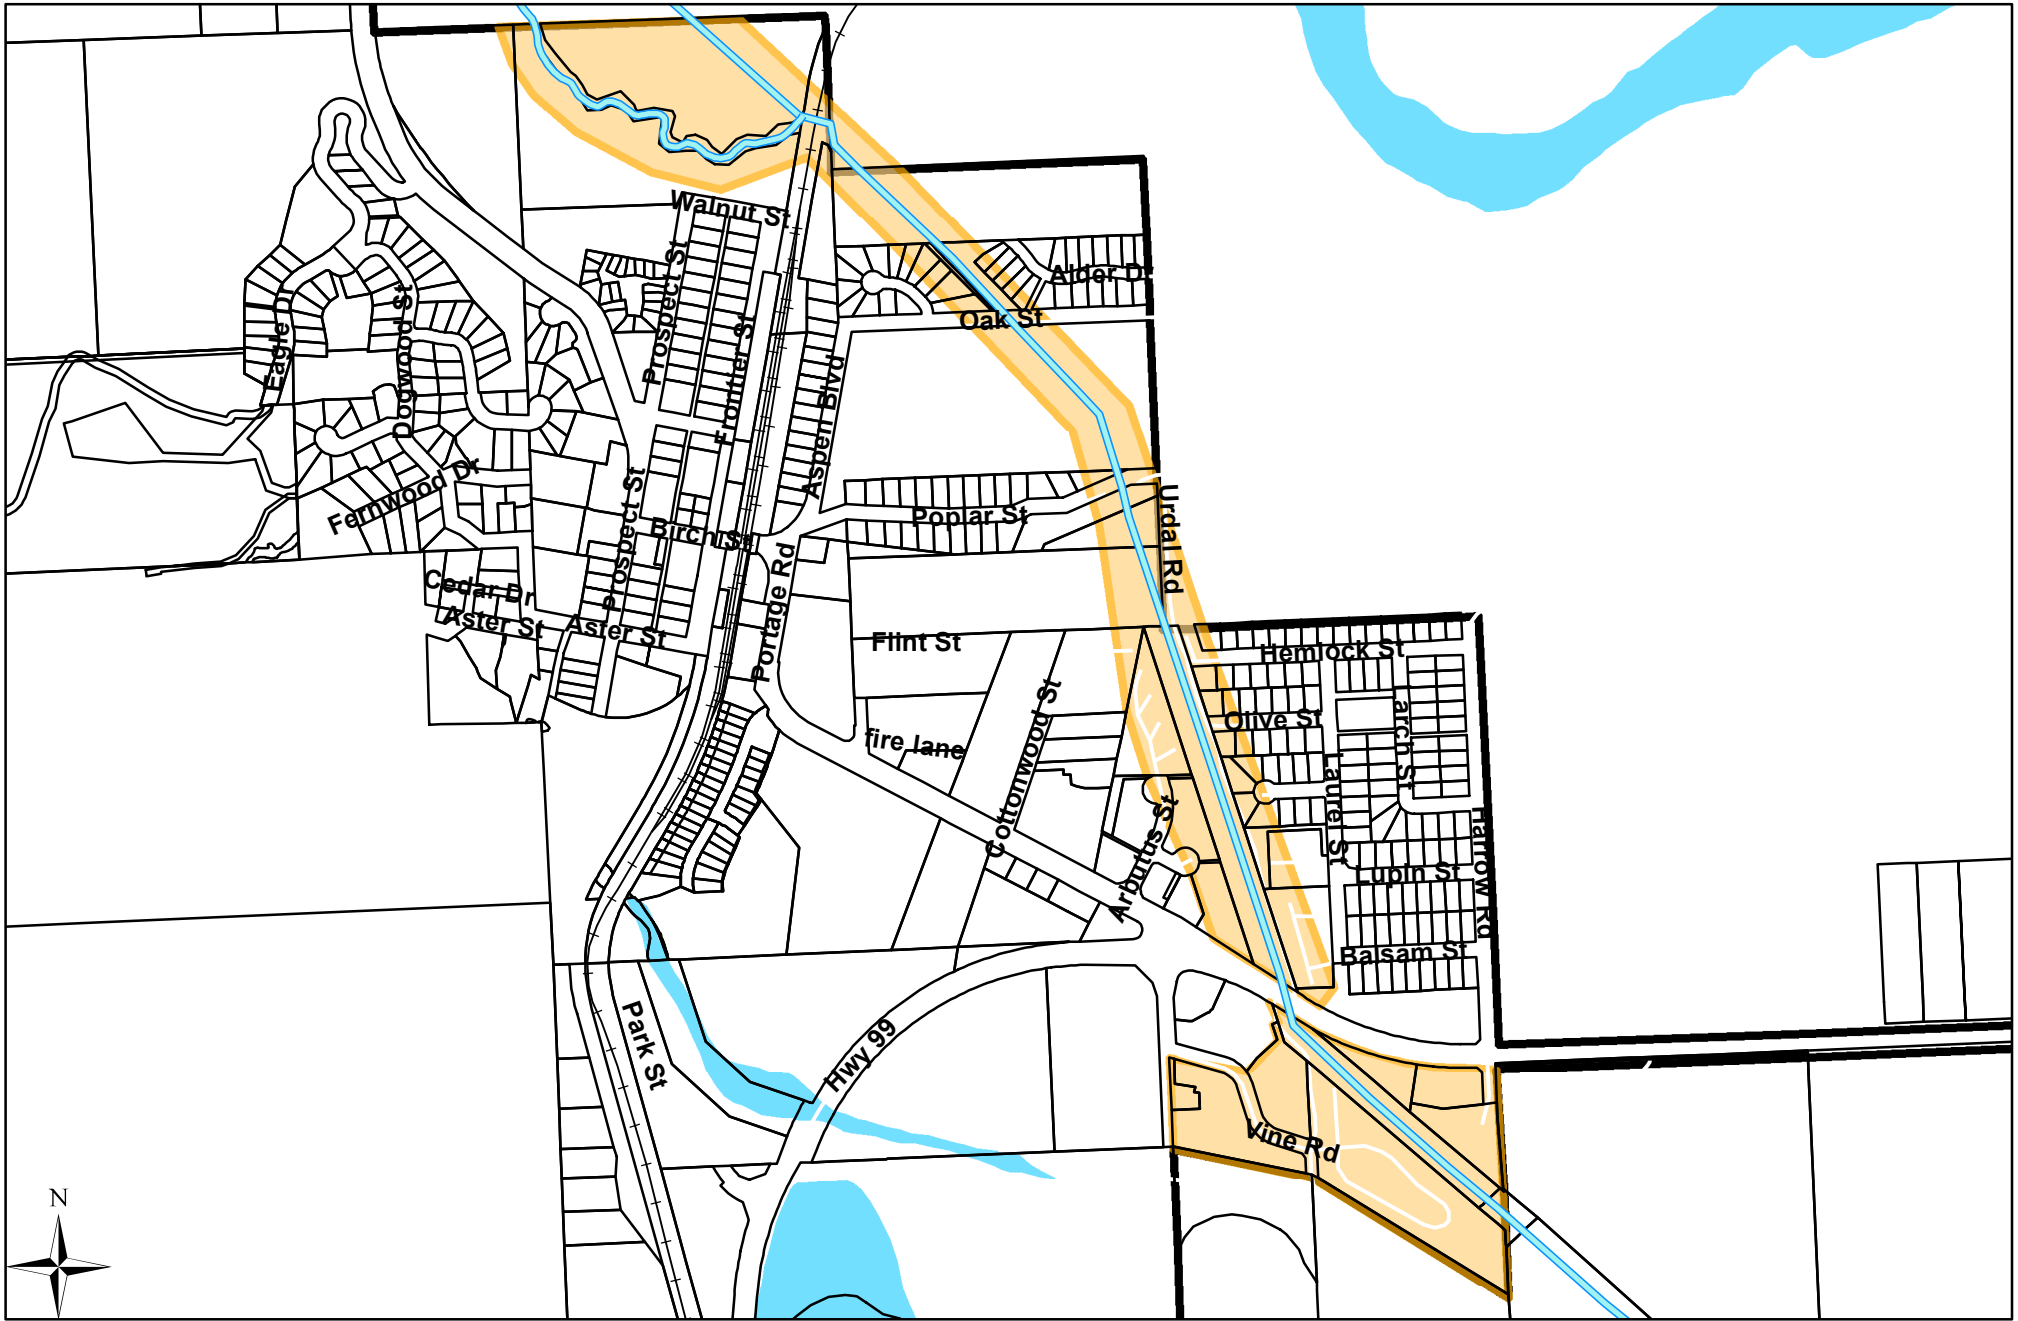 Walnut St
Prospect St
Alder Dr
Eagle Dr
Dogwood St
Frontier St
Oak St
Aspen Blvd
Fernwood Dr
Prospect St
Birch St
Poplar St
Urdal Rd
Cedar Dr
Aster St
Aster St
Portage Rd
Flint St
Hemlock St
Olive St
Larch St
fire lane
Cottonwood St
Laurel St
Arbutus St
Lupin St
Harrow Rd
Balsam St
Park St
Hwy 99
Vine Rd
N